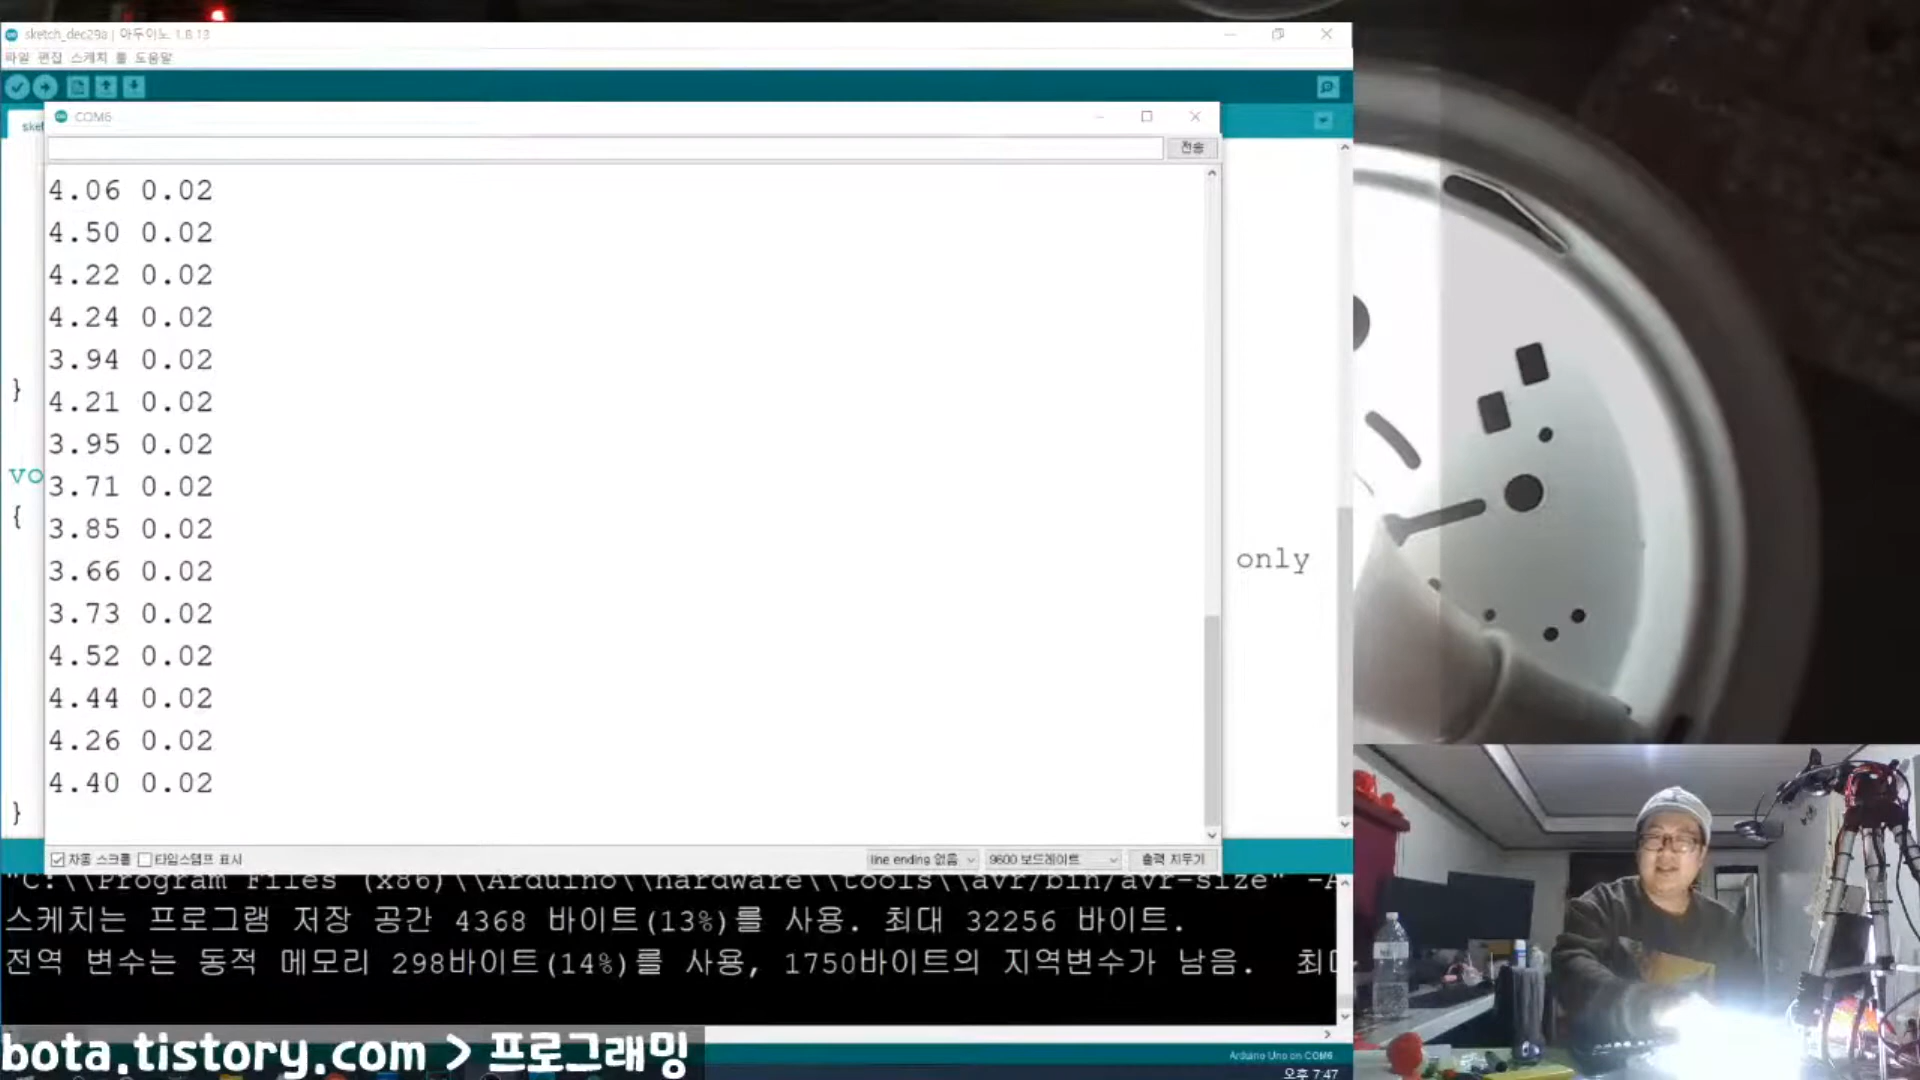 sketch_dec29a | 아두이노 1.8.13
파일 편집 스케치 툴 도움말
COM6
sket
전송
4.06 0.02
4.50 0.02
4.22 0.02
4.24 0.02
3.94 0.02
}
4.21 0.02
3.95 0.02
vo
3.71 0.02
{
3.85 0.02
only
3.66 0.02
3.73 0.02
4.52 0.02
4.44 0.02
4.26 0.02
4.40 0.02
}
자동 스크롤 타임스탬프 표시
line ending 없음
9600 보드레이트
출력 지우기
"C:\\Program Files (x86)\\Arduino\\hardware\\tools\\avr/bin/avr-size" -A
스케치는 프로그램 저장 공간 4368 바이트(13%)를 사용. 최대 32256 바이트.
전역 변수는 동적 메모리 298바이트(14%)를 사용, 1750바이트의 지역변수가 남음. 최대
bota.tistory.com > 프로그래밍
Arduino Uno on COM6
오후 7:47